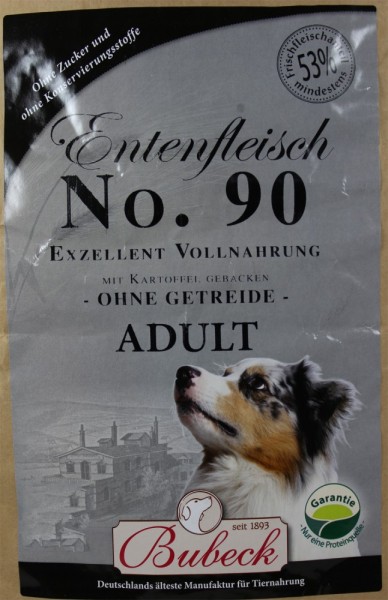 Ohne Zucker und
ohne Konservierungsstoffe
Frischfleischanteil
53%
mindestens
Entenfleisch
No. 90
EXZELLENT VOLLNAHRUNG
MIT KARTOFFEL GEBACKEN
- OHNE GETREIDE -
ADULT
Garantie
-Nur eine Proteinquelle-
seit 1893
Bubeck
Deutschlands älteste Manufaktur für Tiernahrung